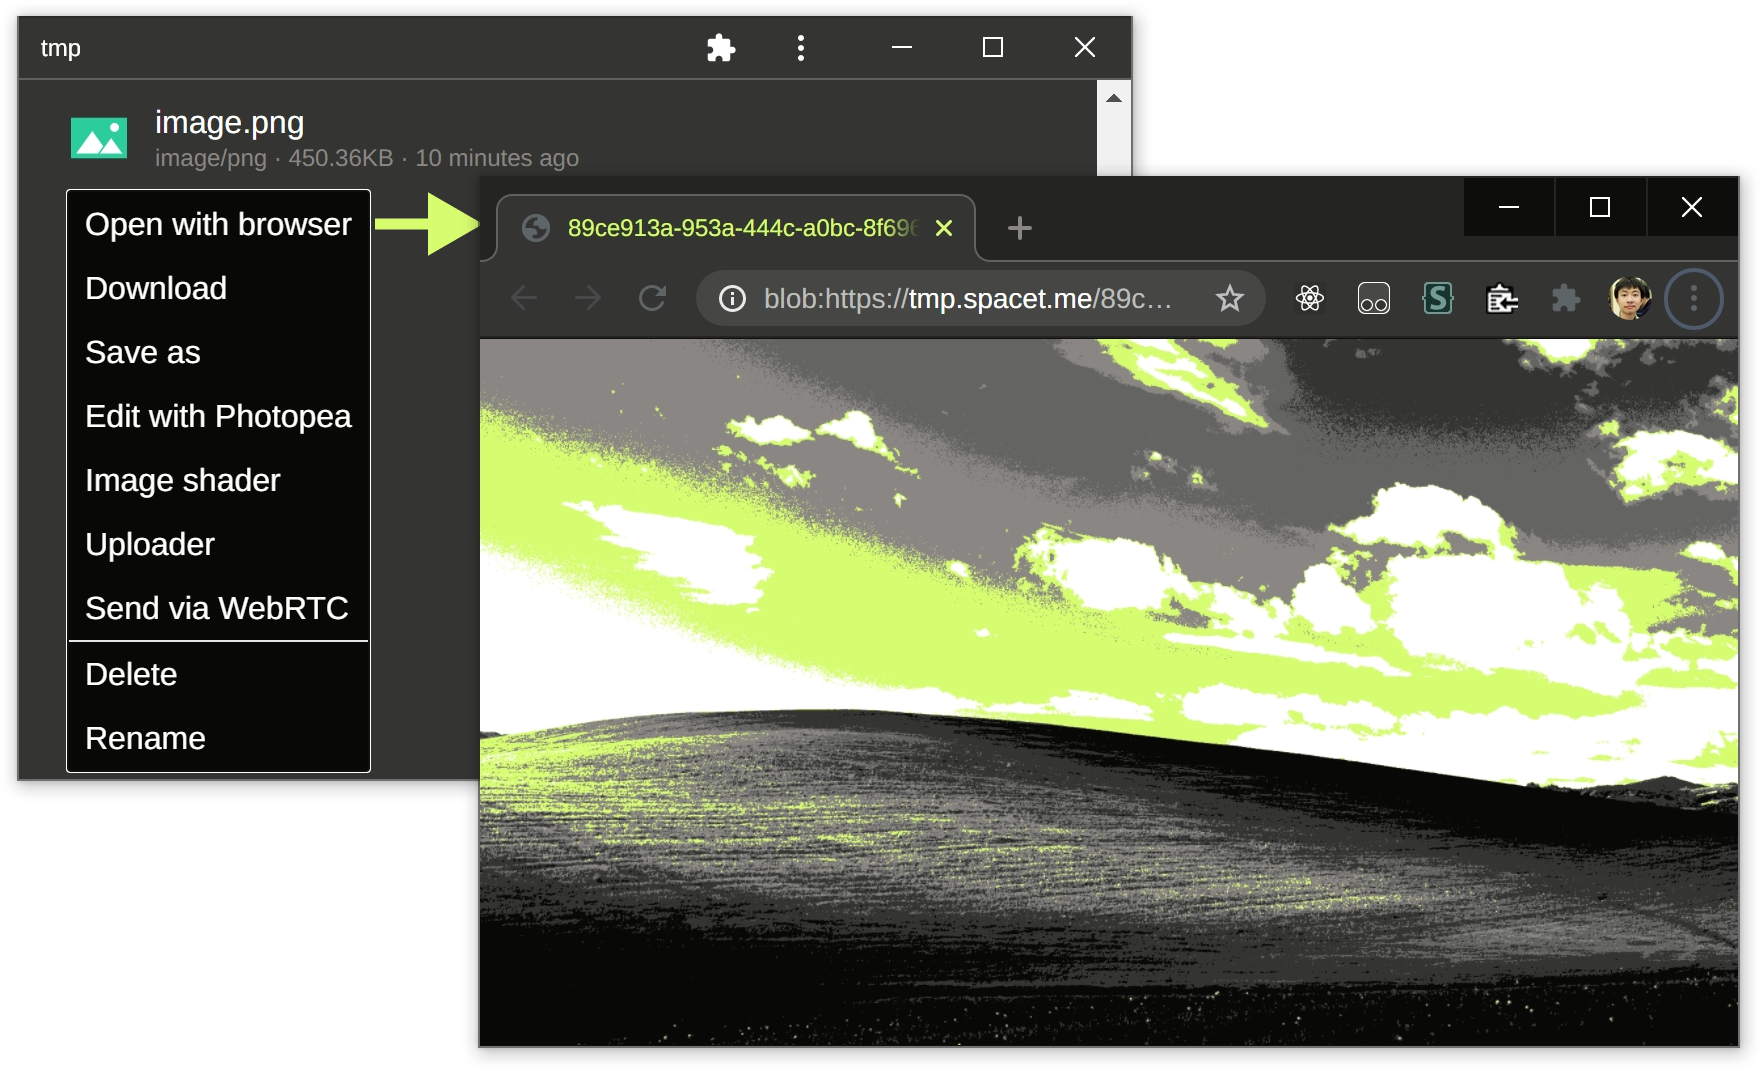 tmp
image.png
image/png · 450.36KB · 10 minutes ago
Open with browser
Download
Save as
Edit with Photopea
Image shader
Uploader
Send via WebRTC
Delete
Rename
89ce913a-953a-444c-a0bc-8f696
blob:https://tmp.spacet.me/89c…
S